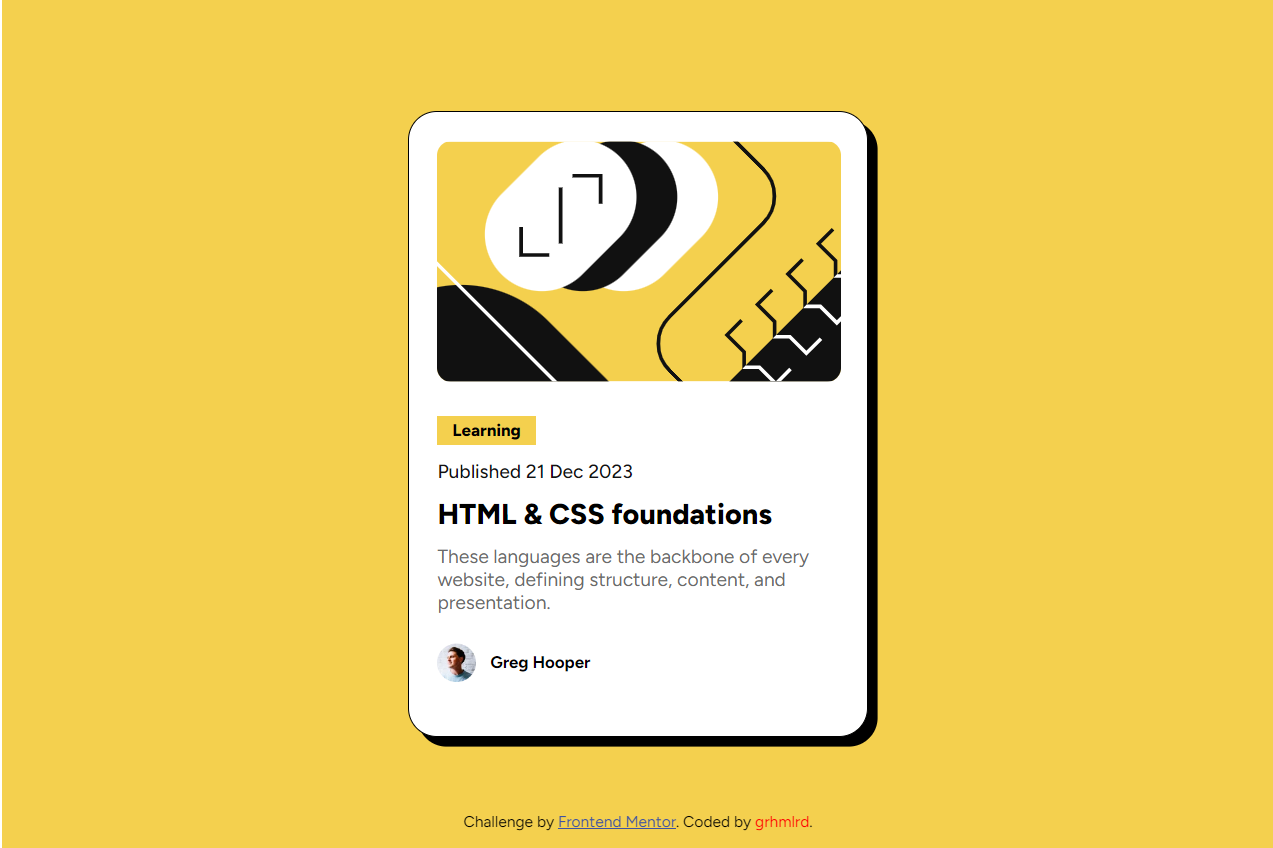 Learning
Published 21 Dec 2023
HTML & CSS foundations
These languages are the backbone of every
website, defining structure, content, and
presentation.
Greg Hooper
Challenge by Frontend Mentor. Coded by grhmlrd.